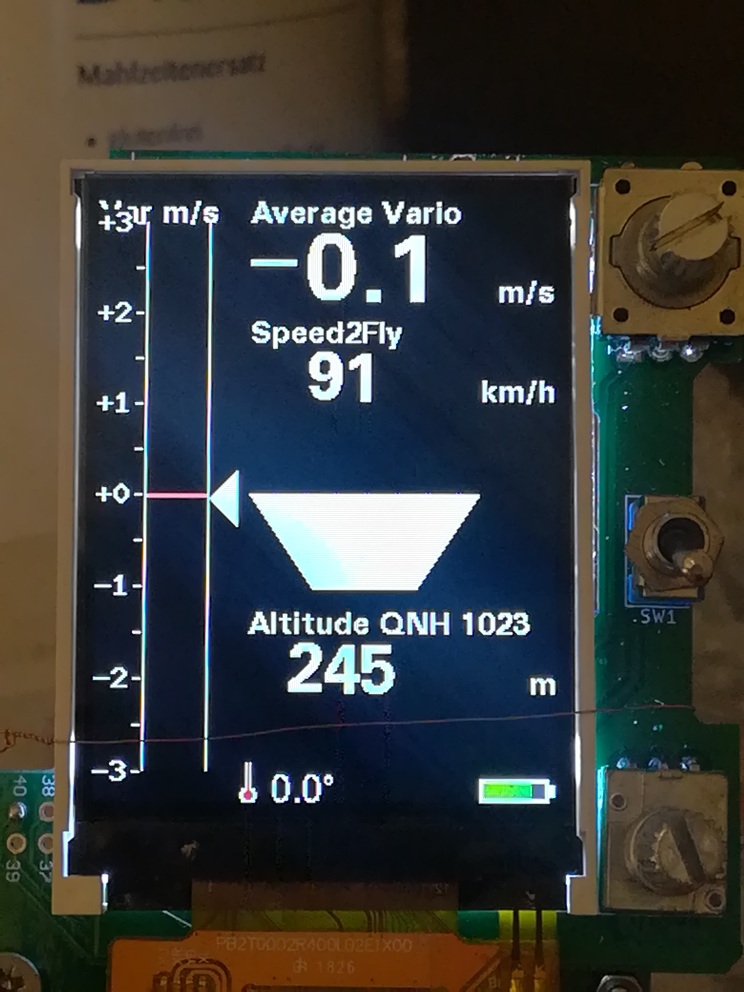 Mahlzeitenersatz
Var m/s
Average Vario
+3
−0.1 m/s
+2
Speed2Fly
91 km/h
+1
+0
−1
Altitude QNH 1023
245 m
−2
−3
0.0°
SW1
40 38
39 37
PB2T0002R400L02E1X00
1826